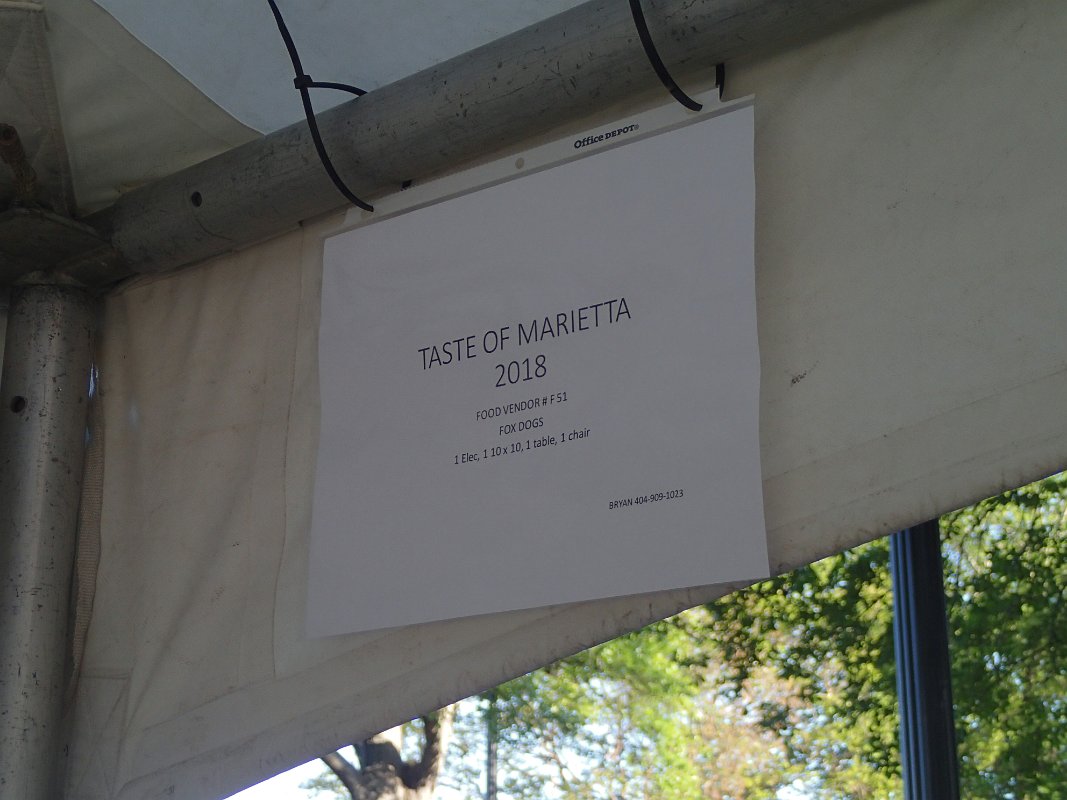 Office DEPOT®
TASTE OF MARIETTA
2018
FOOD VENDOR # F 51
FOX DOGS
1 Elec, 1 10 x 10, 1 table, 1 chair
BRYAN 404-909-1023